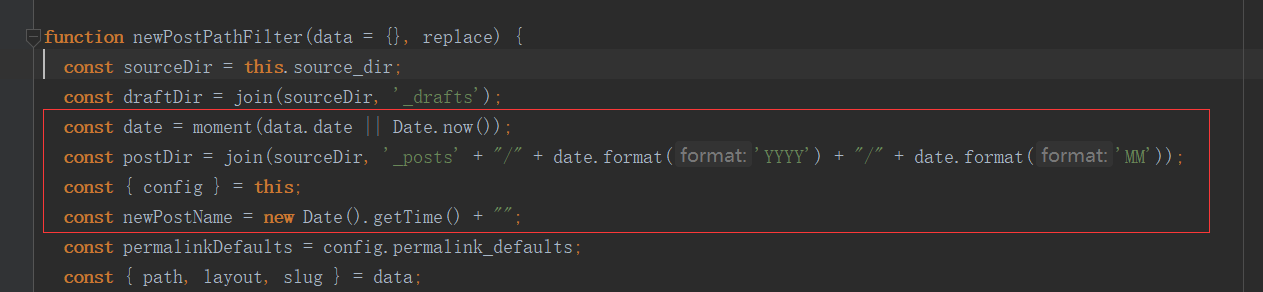 function newPostPathFilter(data = {}, replace) {
const sourceDir = this.source_dir;
const draftDir = join(sourceDir, '_drafts');
const date = moment(data.date || Date.now());
const postDir = join(sourceDir, '_posts' + "/" + date.format( format: 'YYYY') + "/" + date.format( format: 'MM'));
const { config } = this;
const newPostName = new Date().getTime() + "";
const permalinkDefaults = config.permalink_defaults;
const { path, layout, slug } = data;